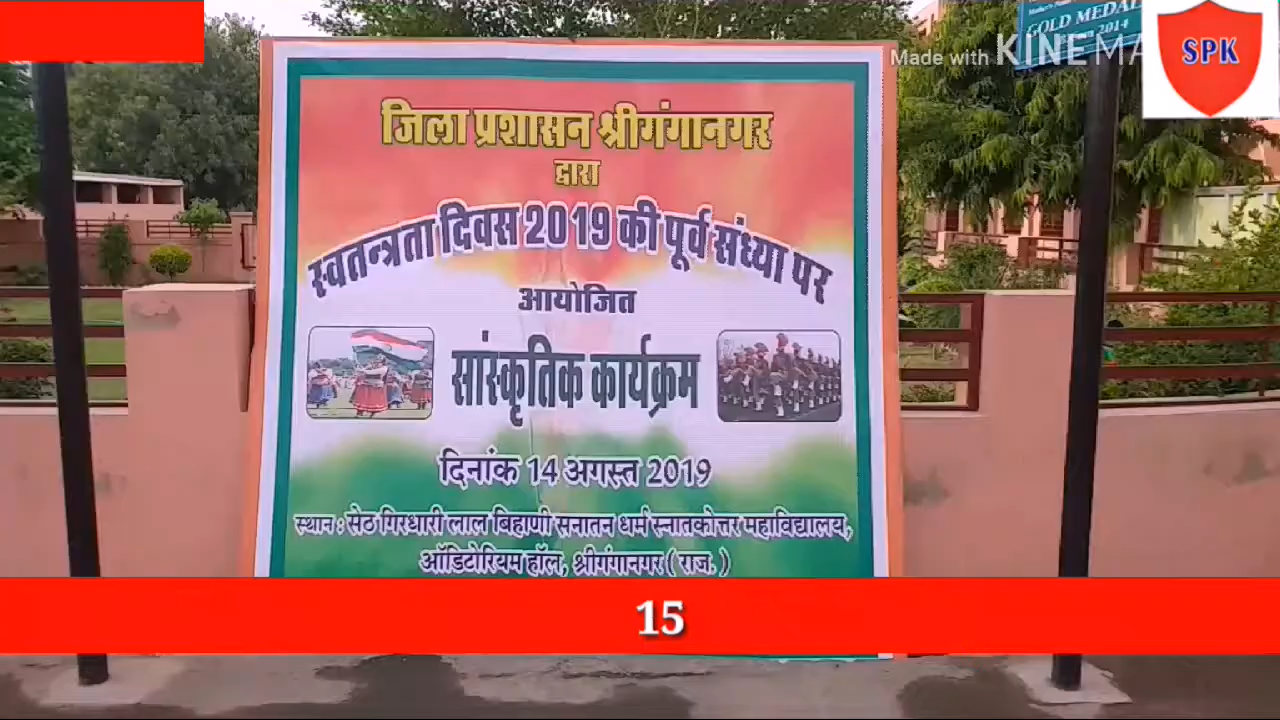 GOLD MEDAL
2014
Made with KINEMA
SPK
जिला प्रशासन श्रीगंगानगर
द्वारा
स्वतन्त्रता दिवस 2019 की पूर्व संध्या पर
आयोजित
सांस्कृतिक कार्यक्रम
दिनांक 14 अगस्त 2019
स्थान : सेठ गिरधारी लाल बिहाणी सनातन धर्म स्नातकोत्तर महाविद्यालय,
ऑडिटोरियम हॉल, श्रीगंगानगर ( राज. )
15